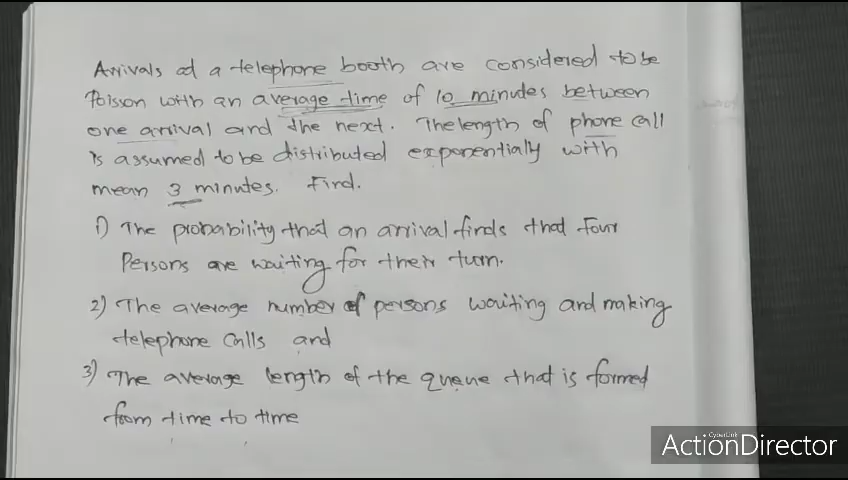 Arrivals at a telephone booth are considered to be
Poisson with an average time of 10 minutes between
one arrival and the next. The length of phone call
is assumed to be distributed exponentially with
mean 3 minutes. Find.
1) The probability that an arrival finds that four
Persons are waiting for their turn.
2) The average number of persons waiting and making
telephone calls and
3) The average length of the queue that is formed
from time to time
CyberLink
ActionDirector